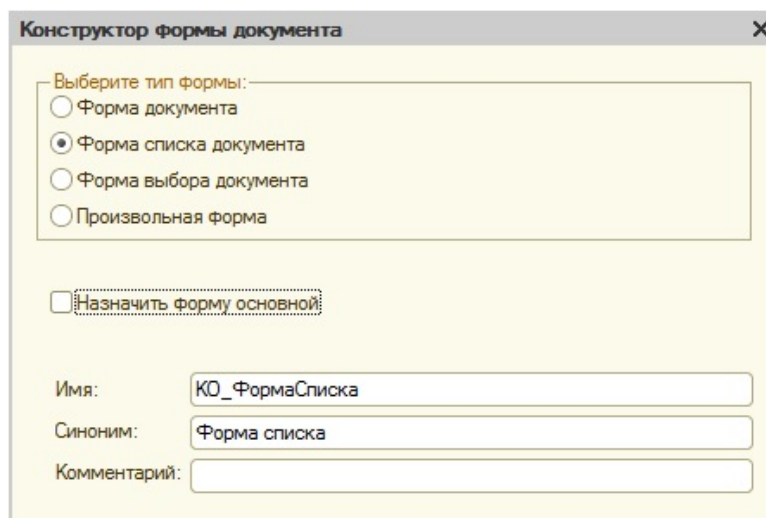 Конструктор формы документа
Выберите тип формы:
Форма документа
Форма списка документа
Форма выбора документа
Произвольная форма
Назначить форму основной
Имя: КО_ФормаСписка
Синоним: Форма списка
Комментарий: